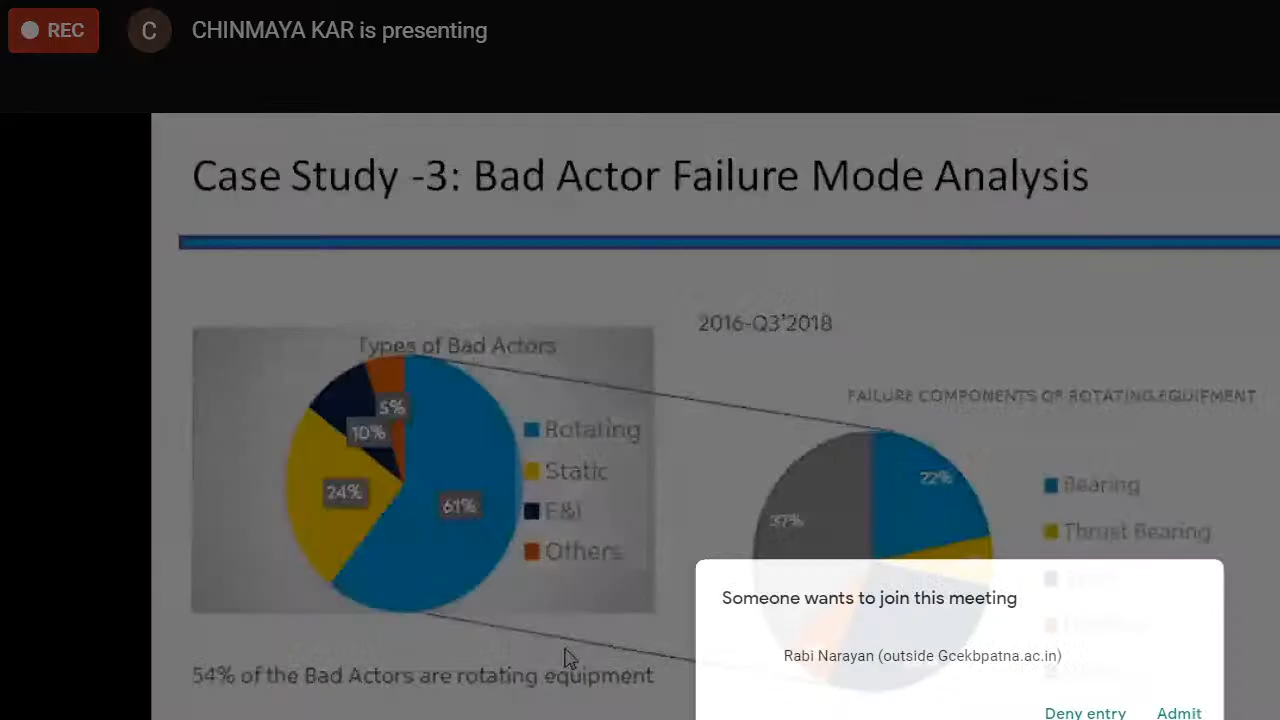 REC
C
CHINMAYA KAR is presenting
Case Study -3: Bad Actor Failure Mode Analysis
2016-Q3'2018
Types of Bad Actors
5%
10%
24%
61%
Rotating
Static
E&I
Others
FAILURE COMPONENTS OF ROTATING EQUIPMENT
22%
37%
Bearing
Thrust Bearing
54% of the Bad Actors are rotating equipment
Someone wants to join this meeting
Rabi Narayan (outside Gcekbpatna.ac.in)
Deny entry
Admit